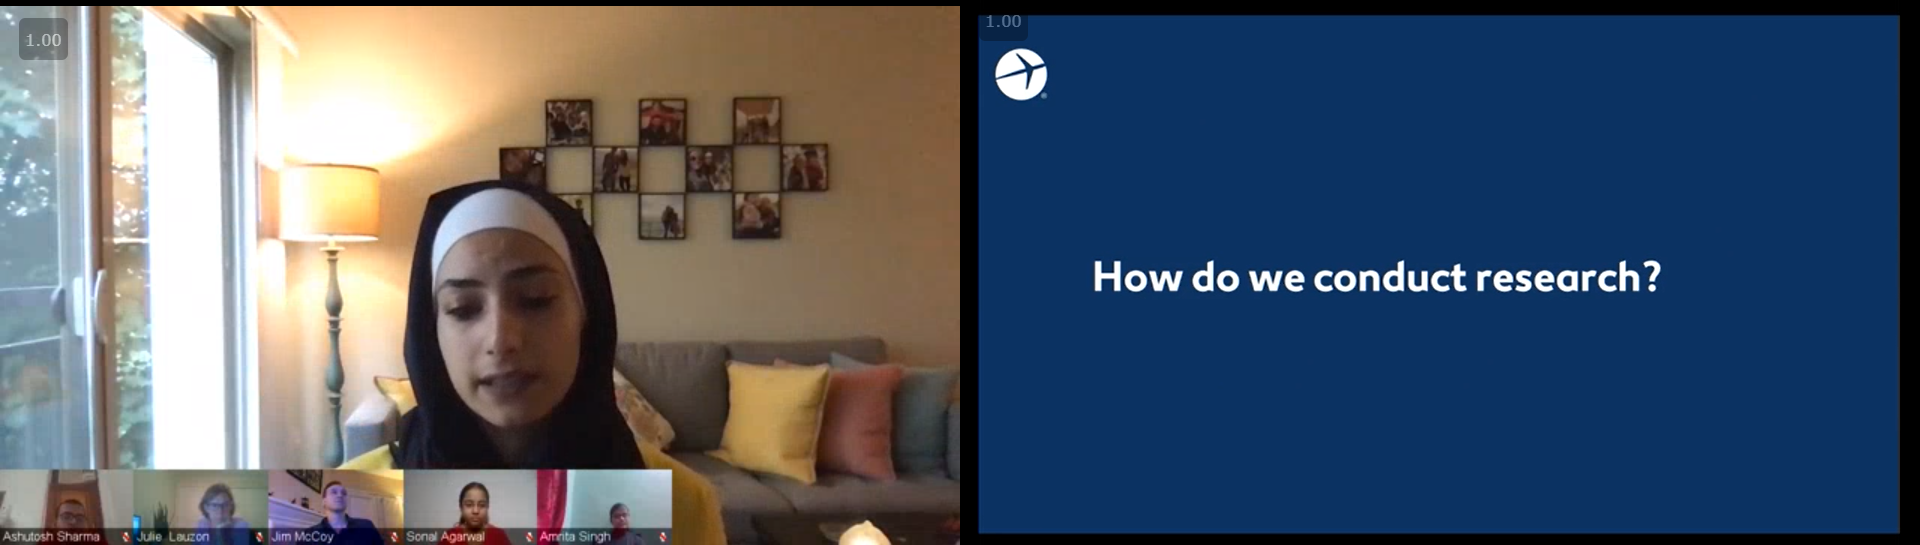 1.00
Ashutosh Sharma
Julie Lauzon
Jim McCoy
Sonal Agarwal
Amrita Singh
1.00
How do we conduct research?